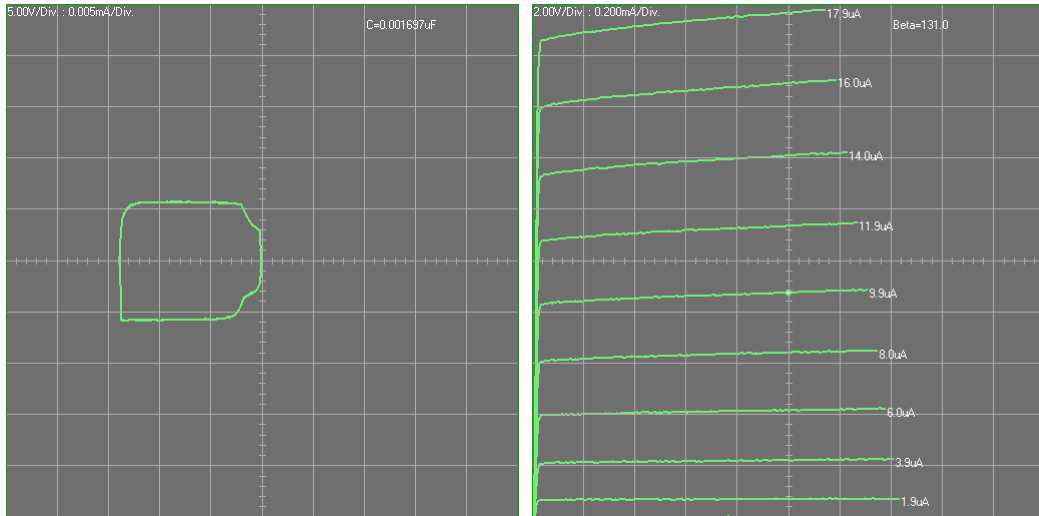 5.00V/Div. : 0.005mA/Div.
C=0.001697uF
2.00V/Div : 0.200mA/Div.
17.9uA
Beta=131.0
16.0uA
14.0uA
11.9uA
9.9uA
8.0uA
6.0uA
3.9uA
1.9uA